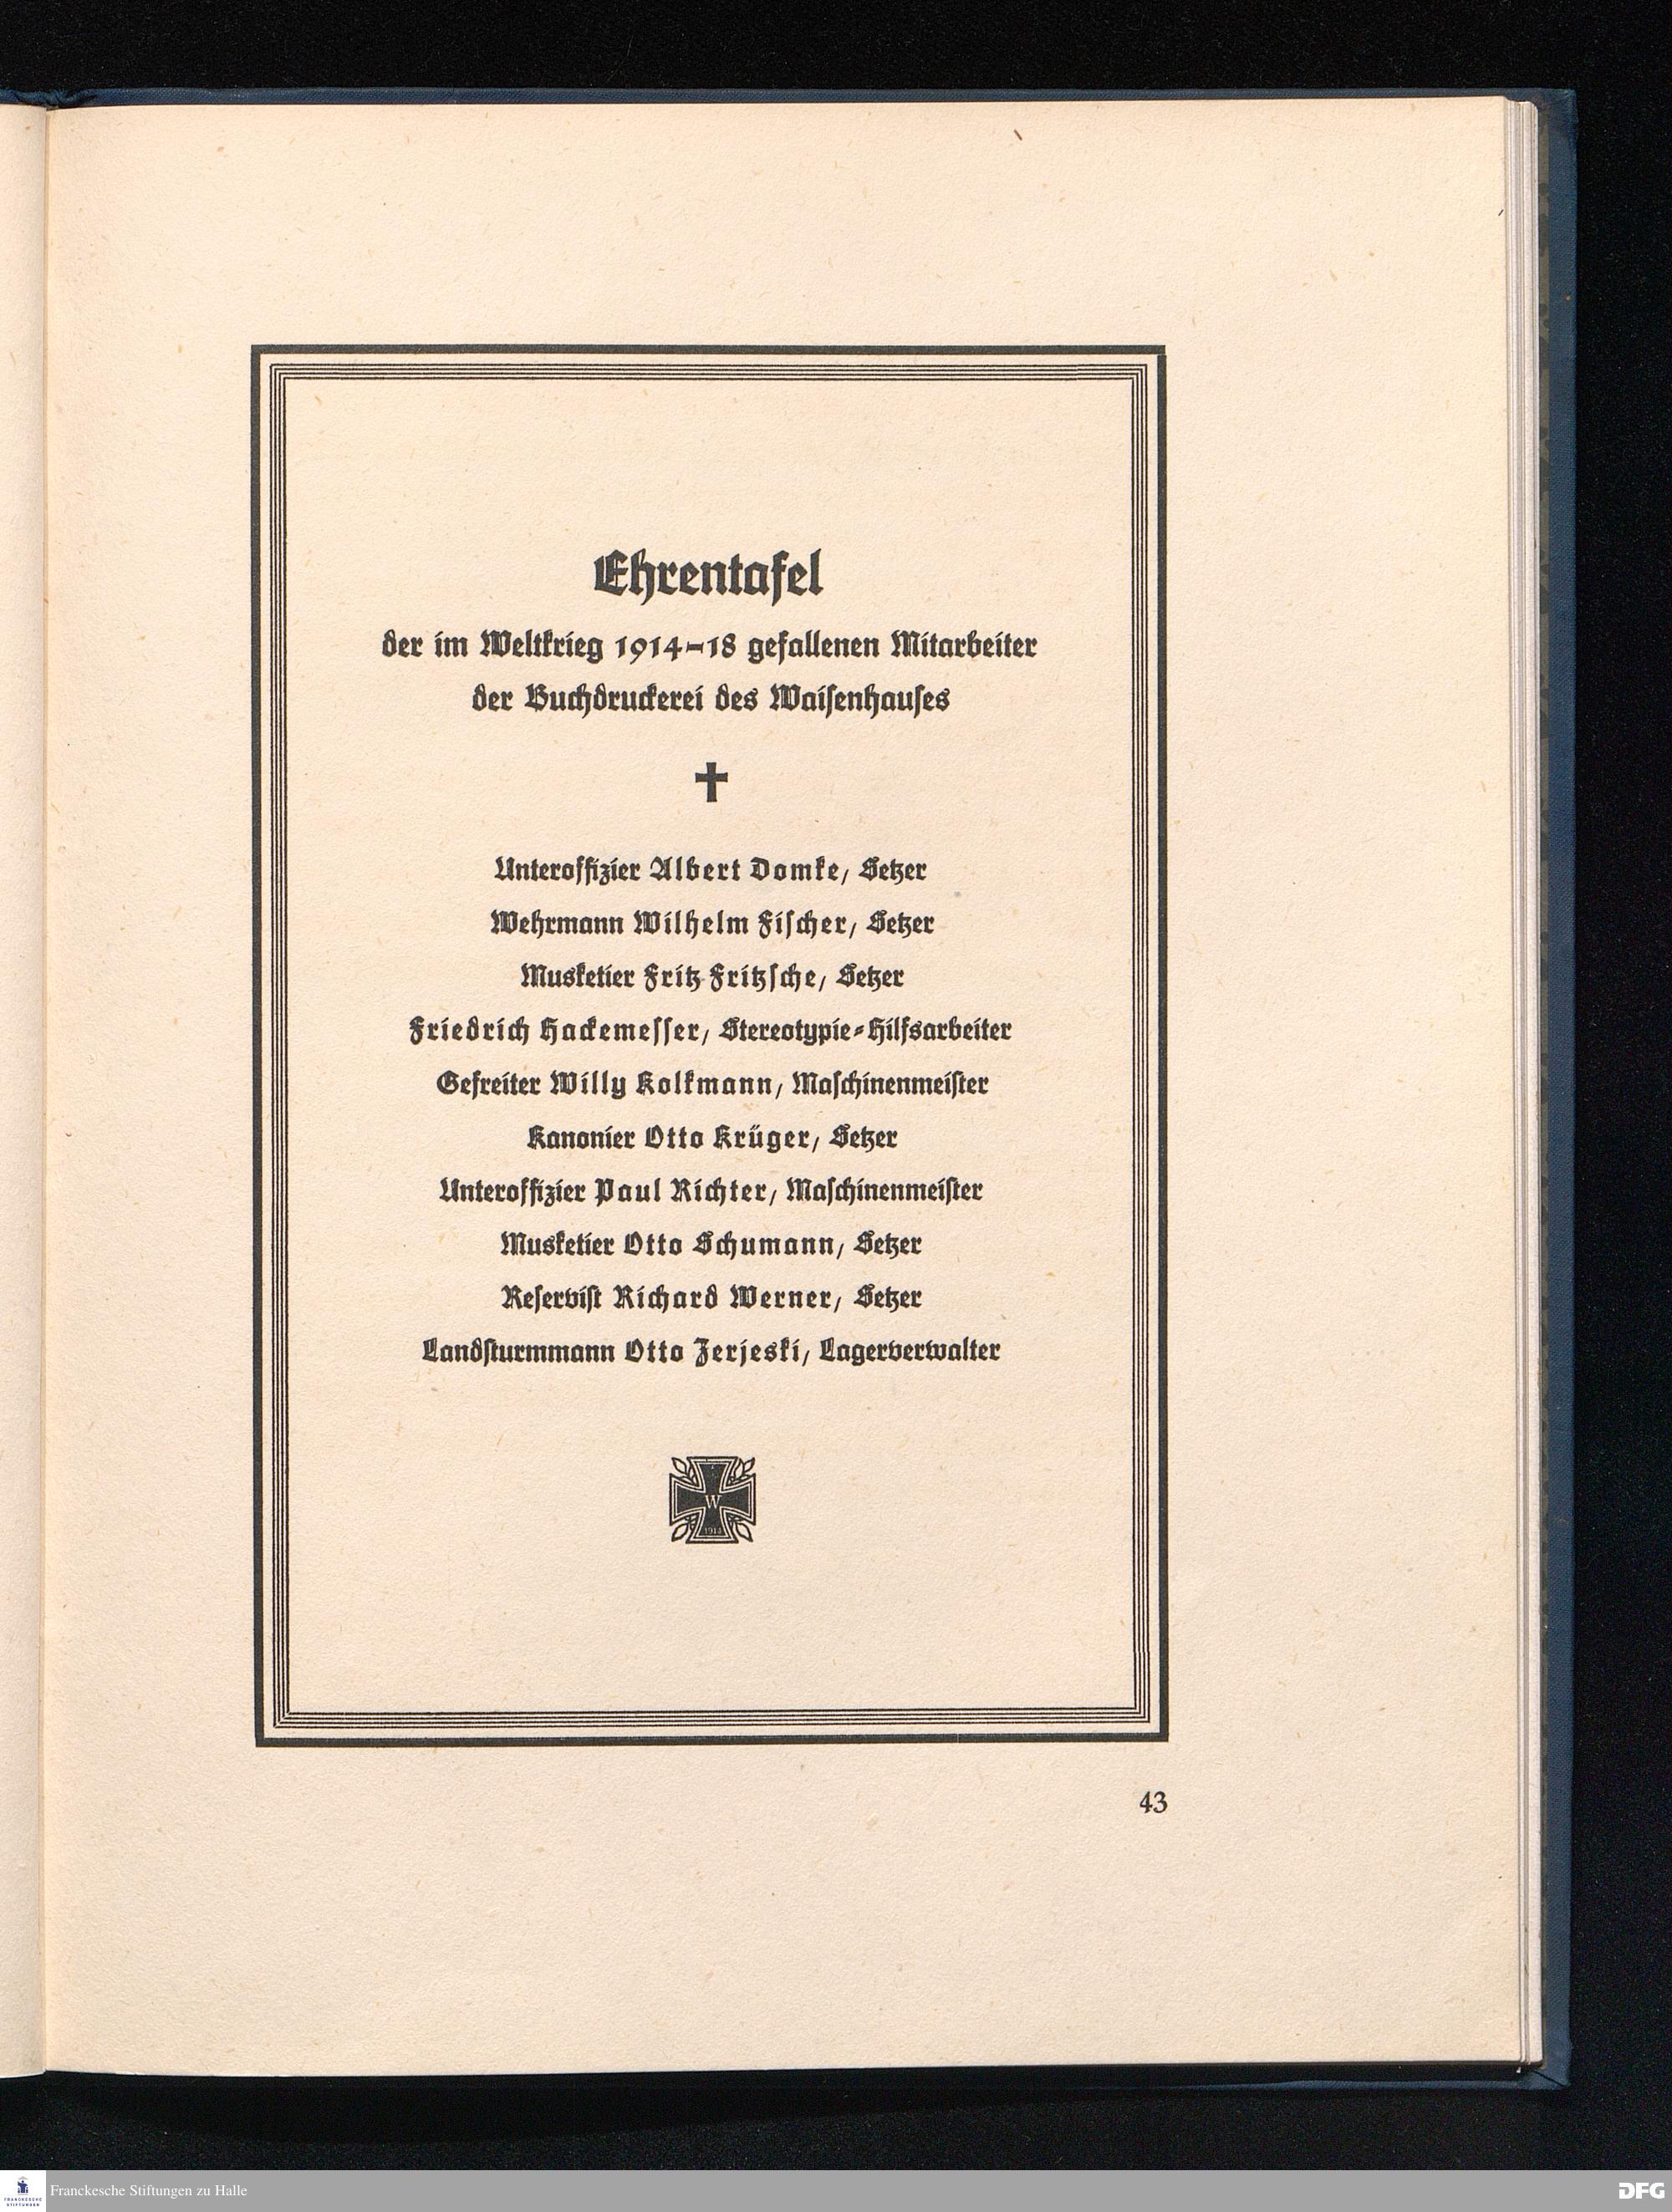 Ehrentafel
der im Weltkrieg 1914-18 gefallenen Mitarbeiter
der Buchdruckerei des Waiſenhauſes
✝
Unteroffizier Albert Domke, Setzer
Wehrmann Wilhelm Fiſcher, Setzer
Musketier Fritz Fritzſche, Setzer
Friedrich Hackemeſſer, Stereotypie-Hilfsarbeiter
Gefreiter Willy Kolkmann, Maſchinenmeiſter
Kanonier Otto Krüger, Setzer
Unteroffizier Paul Richter, Maſchinenmeiſter
Musketier Otto Schumann, Setzer
Reſerviſt Richard Werner, Setzer
Landſturmmann Otto Zerjeski, Lagerverwalter
W
1914
43
FRANCKESCHE
STIFTUNGEN
Franckesche Stiftungen zu Halle
DFG